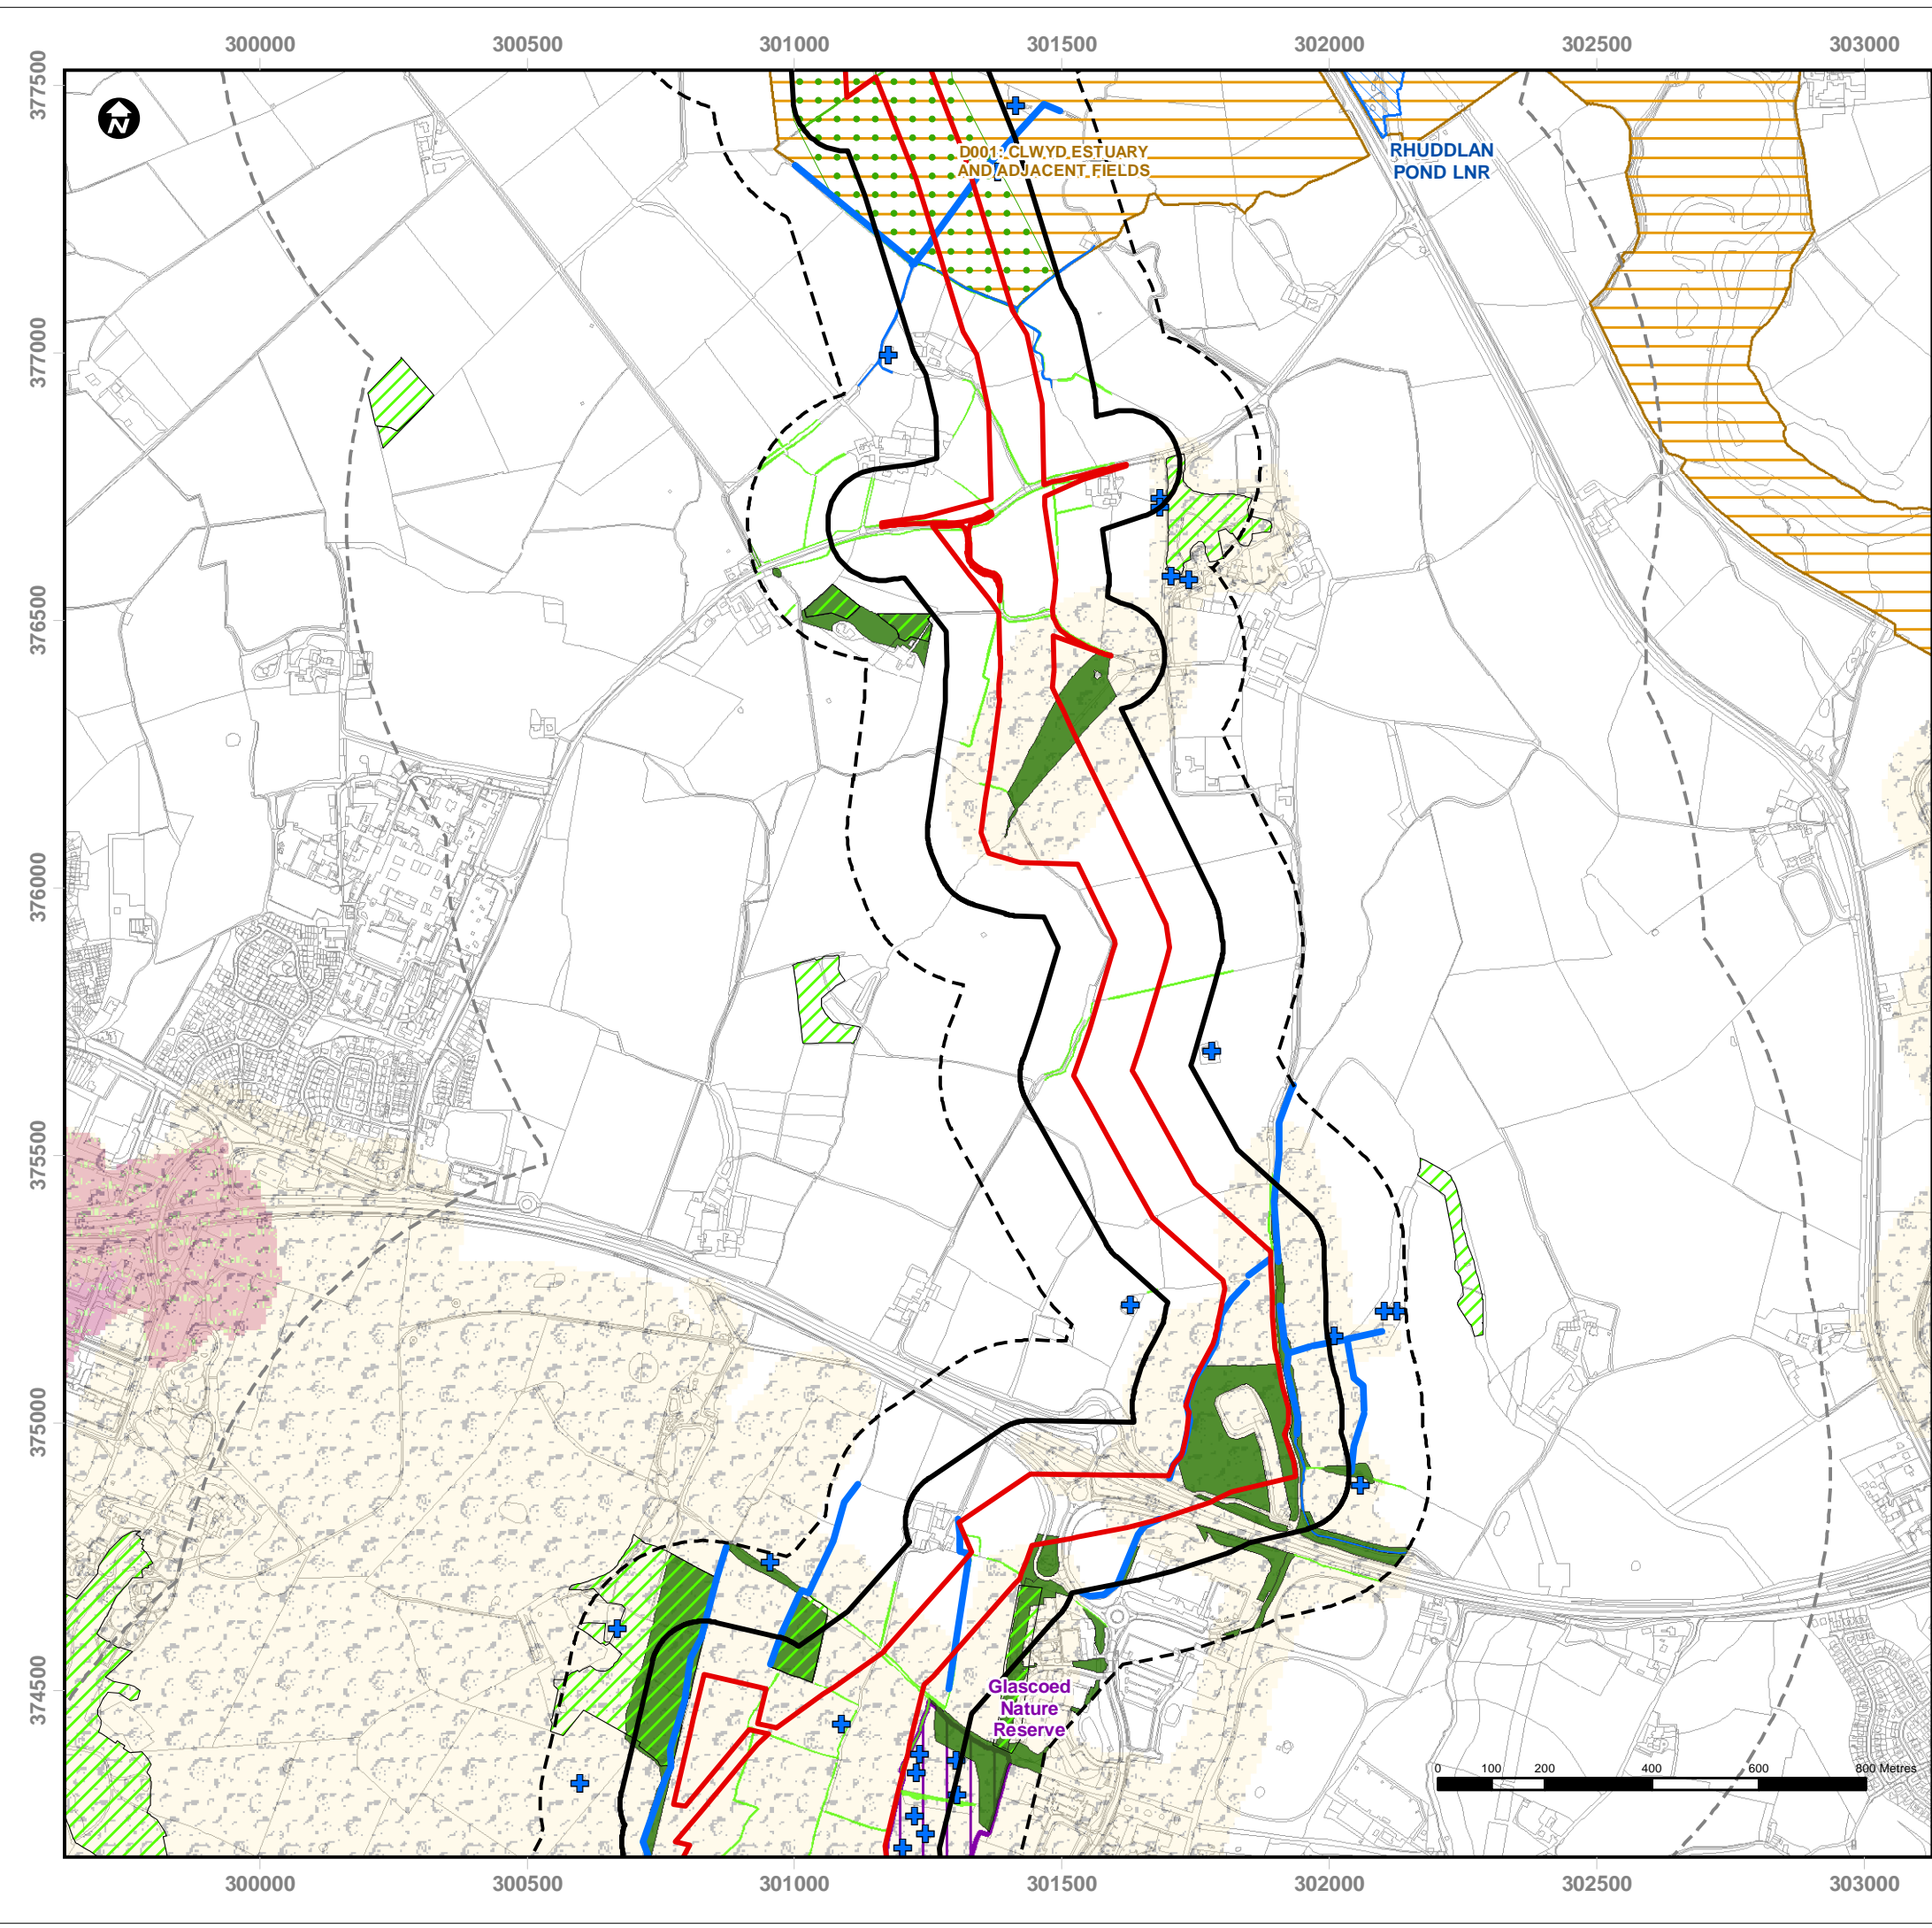 300000 300500 301000 301500 302000 302500 303000
377500
N
D001: CLWYD ESTUARY
AND ADJACENT FIELDS
RHUDDLAN
POND LNR
377000
376500
376000
375500
375000
374500
Glascoed
Nature
Reserve
0 100 200 400 600 800 Metres
300000 300500 301000 301500 302000 302500 303000